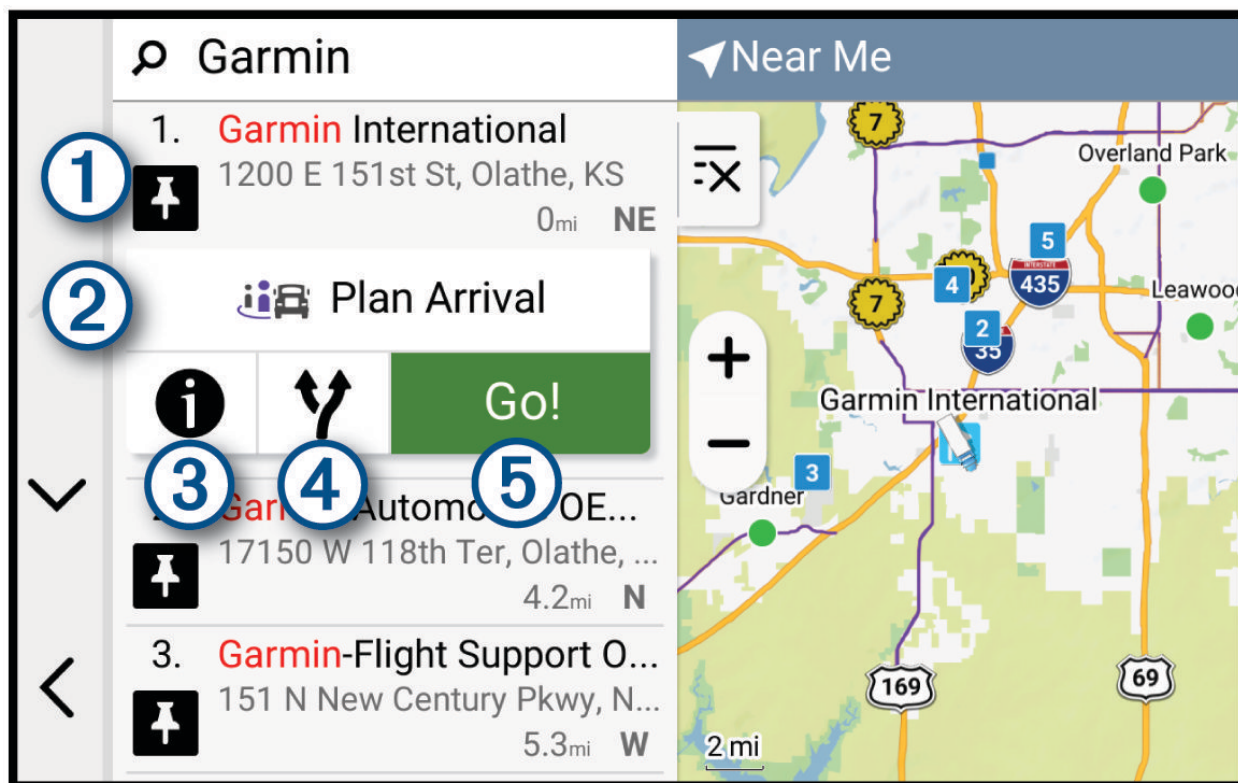 Garmin
Near Me
1. Garmin International
1200 E 151st St, Olathe, KS
0mi NE
1
2
Plan Arrival
i
Go!
3
4
5
OE...
17150 W 118th Ter, Olathe, ...
4.2mi N
3. Garmin-Flight Support O...
151 N New Century Pkwy, N...
5.3mi W
7
Overland Park
5
4
INTERSTATE
435
7
Leawood
2
35
+
Garmin International
−
3
Gardner
169
69
2 mi